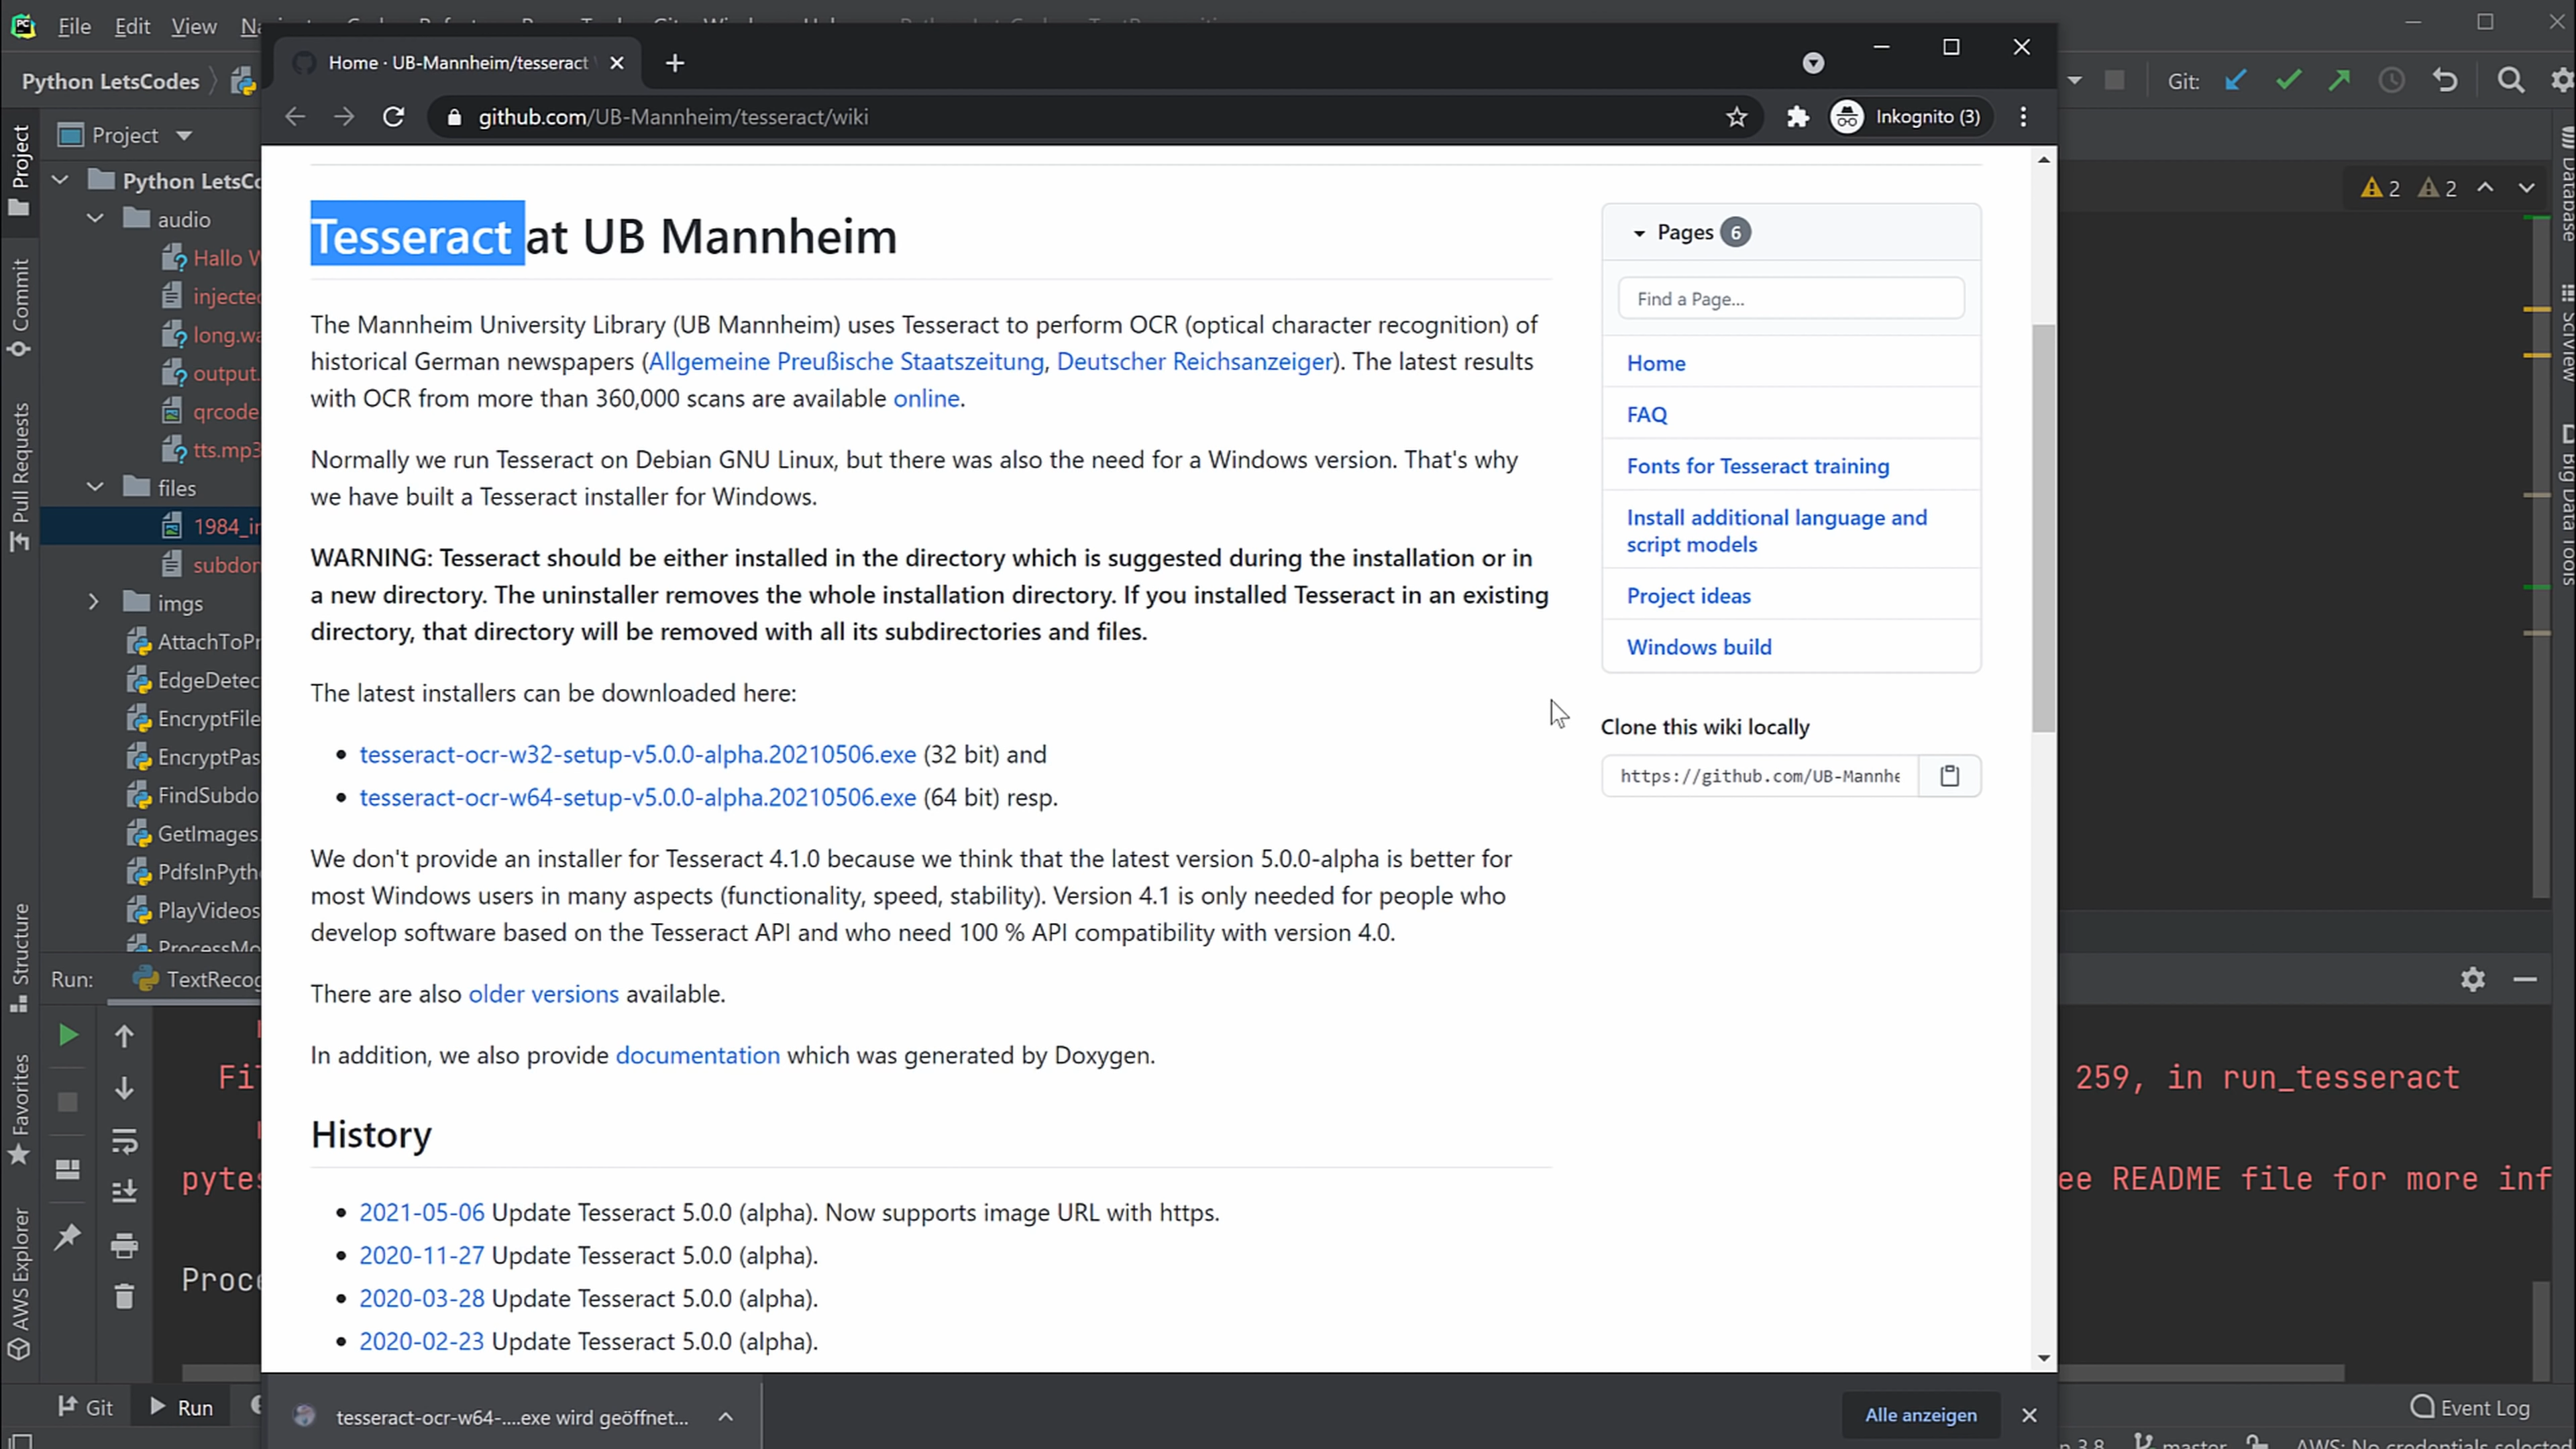 File Edit View
Python LetsCodes
Git:
Home · UB-Mannheim/tesseract
github.com/UB-Mannheim/tesseract/wiki
Inkognito (3)
Project
Project
Commit
Pull Requests
Structure
Favorites
AWS Explorer
audio
files
imgs
Run:
Git
Run
Tesseract at UB Mannheim
The Mannheim University Library (UB Mannheim) uses Tesseract to perform OCR (optical character recognition) of
historical German newspapers (Allgemeine Preußische Staatszeitung, Deutscher Reichsanzeiger). The latest results
with OCR from more than 360,000 scans are available online.
Normally we run Tesseract on Debian GNU Linux, but there was also the need for a Windows version. That's why
we have built a Tesseract installer for Windows.
WARNING: Tesseract should be either installed in the directory which is suggested during the installation or in
a new directory. The uninstaller removes the whole installation directory. If you installed Tesseract in an existing
directory, that directory will be removed with all its subdirectories and files.
The latest installers can be downloaded here:
• tesseract-ocr-w32-setup-v5.0.0-alpha.20210506.exe (32 bit) and
• tesseract-ocr-w64-setup-v5.0.0-alpha.20210506.exe (64 bit) resp.
We don't provide an installer for Tesseract 4.1.0 because we think that the latest version 5.0.0-alpha is better for
most Windows users in many aspects (functionality, speed, stability). Version 4.1 is only needed for people who
develop software based on the Tesseract API and who need 100 % API compatibility with version 4.0.
There are also older versions available.
In addition, we also provide documentation which was generated by Doxygen.
History
• 2021-05-06 Update Tesseract 5.0.0 (alpha). Now supports image URL with https.
• 2020-11-27 Update Tesseract 5.0.0 (alpha).
• 2020-03-28 Update Tesseract 5.0.0 (alpha).
• 2020-02-23 Update Tesseract 5.0.0 (alpha).
Pages 6
Find a Page...
Home
FAQ
Fonts for Tesseract training
Install additional language and
script models
Project ideas
Windows build
Clone this wiki locally
https://github.com/UB-Mannhe
tesseract-ocr-w64-....exe wird geöffnet...
Alle anzeigen
2 2
Database
SciView
259, in run_tesseract
README file for more inf
Event Log